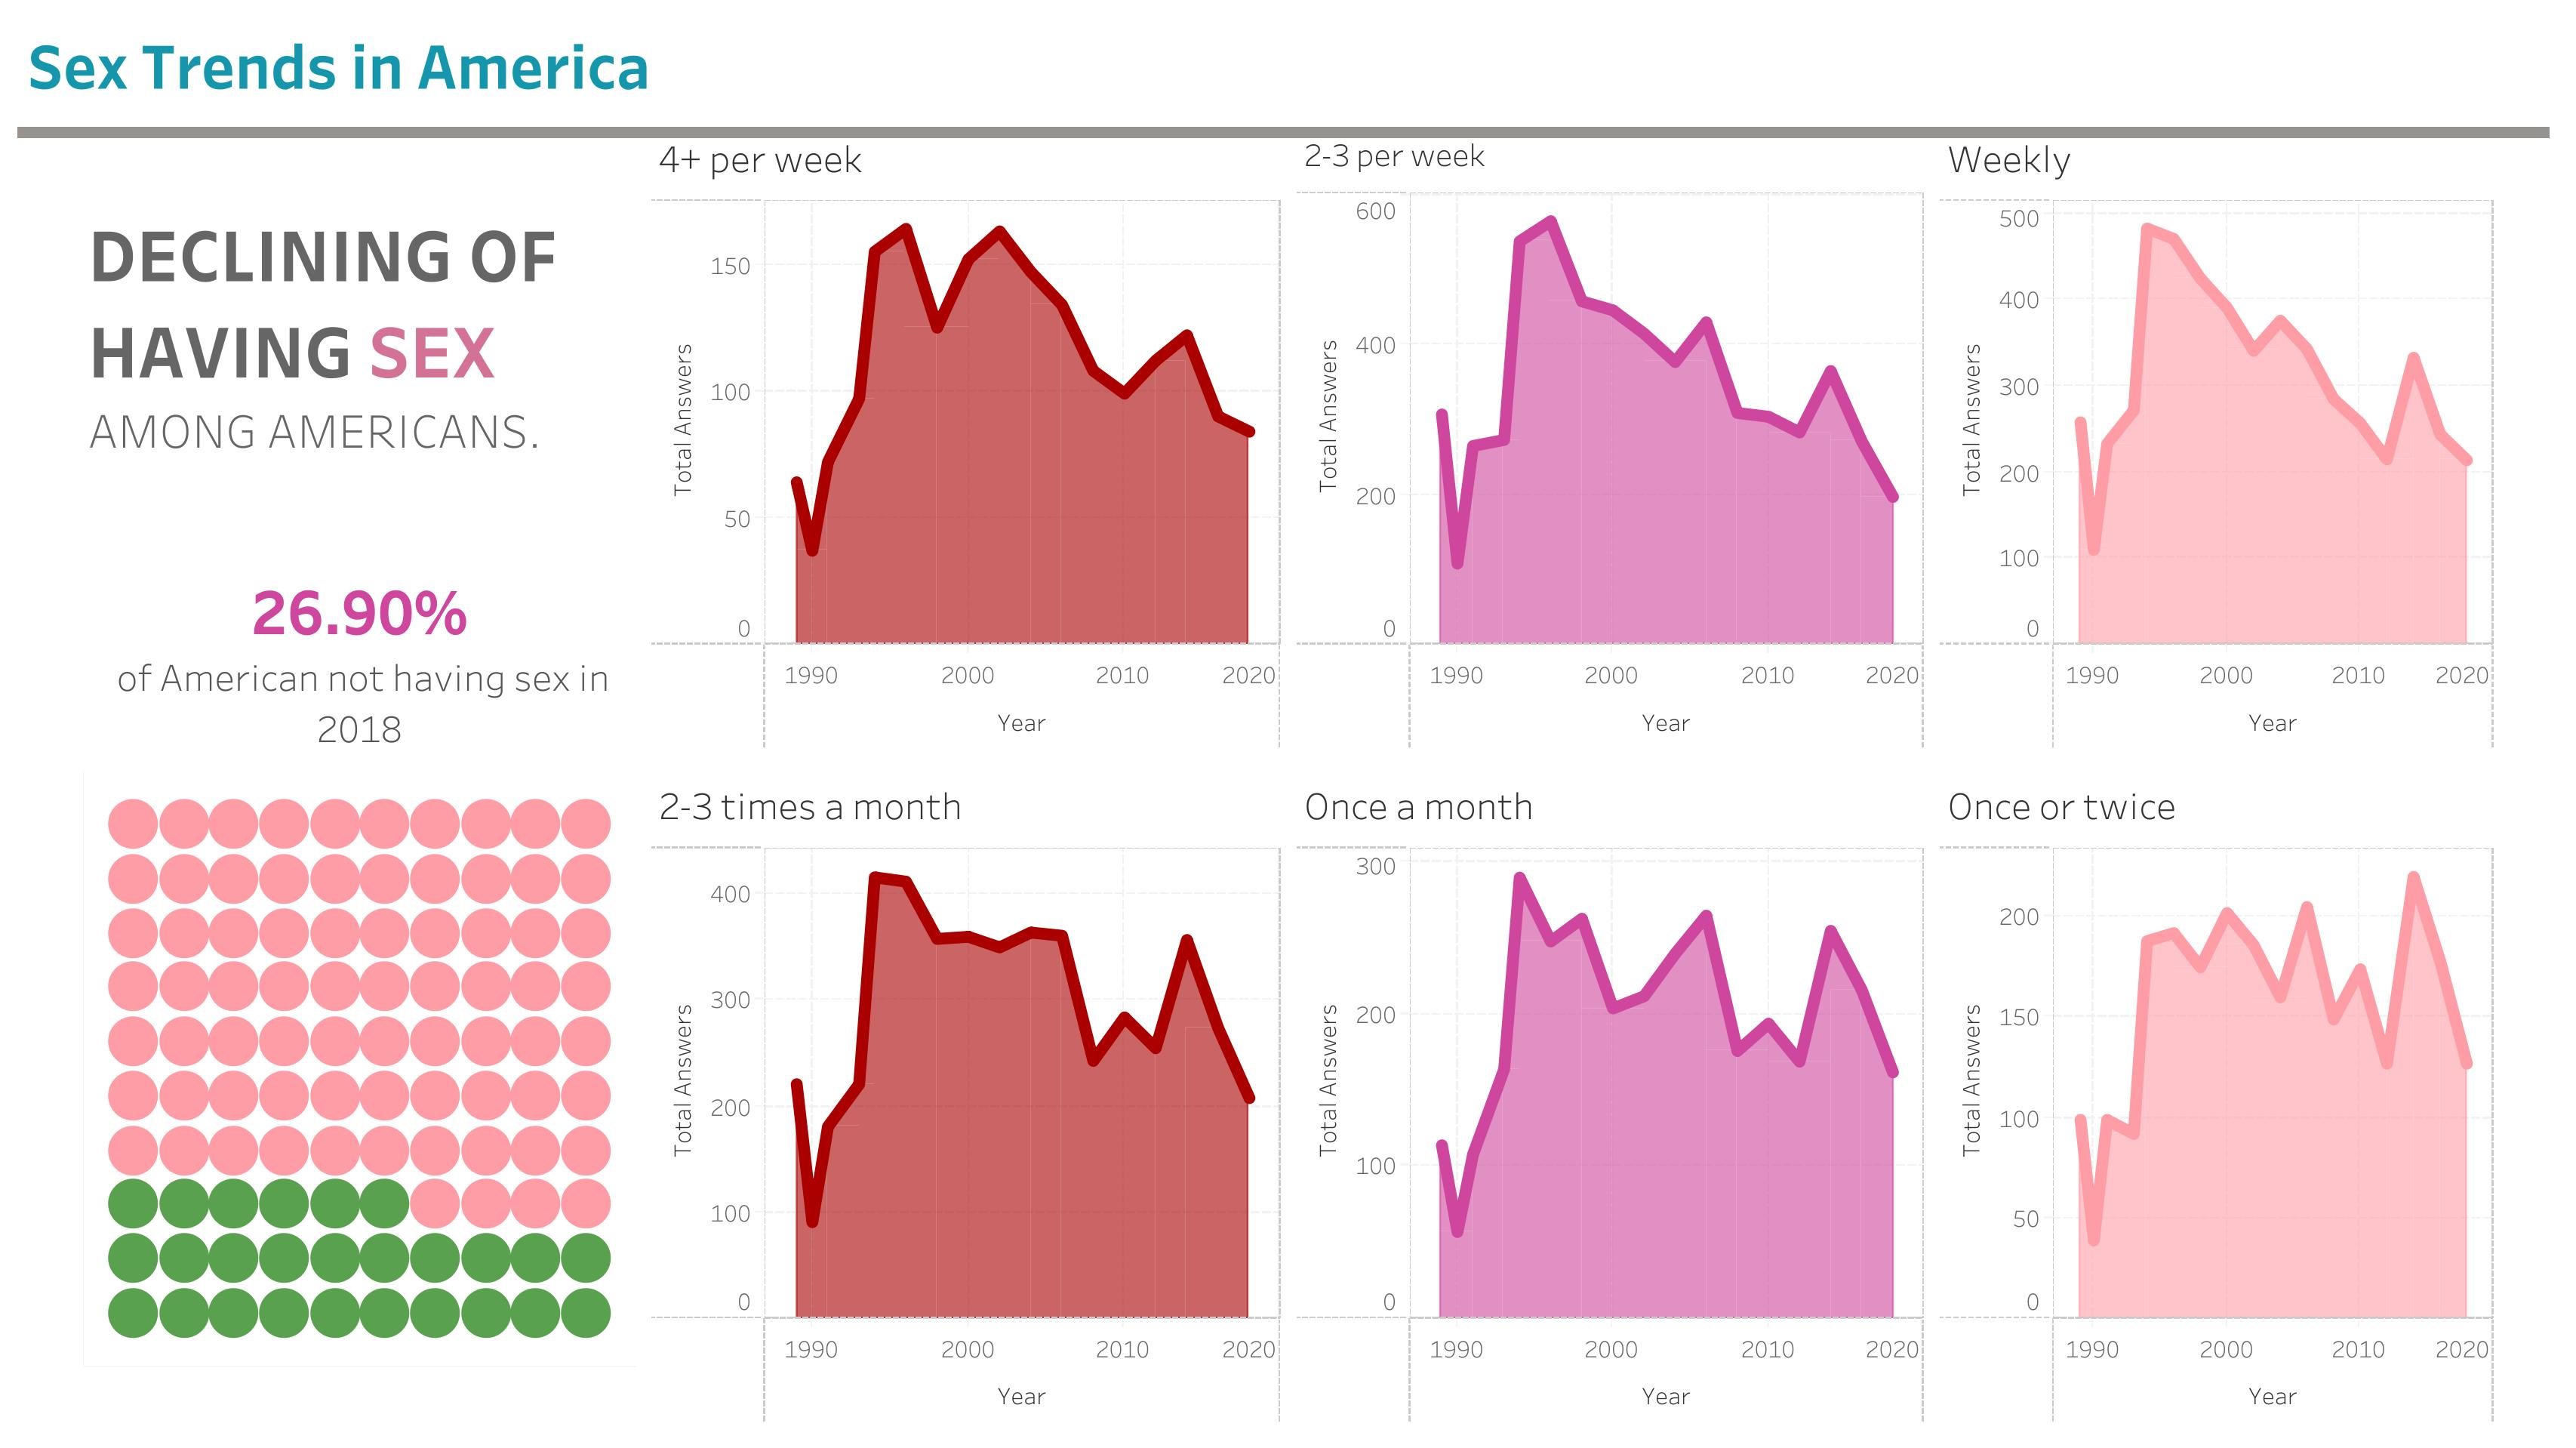 Sex Trends in America
DECLINING OF
HAVING SEX
AMONG AMERICANS.
26.90%
of American not having sex in
2018
4+ per week
Total Answers
150
100
50
0
1990
2000
2010
2020
Year
2-3 per week
Total Answers
600
400
200
0
1990
2000
2010
2020
Year
Weekly
Total Answers
500
400
300
200
100
0
1990
2000
2010
2020
Year
2-3 times a month
Total Answers
400
300
200
100
0
1990
2000
2010
2020
Year
Once a month
Total Answers
300
200
100
0
1990
2000
2010
2020
Year
Once or twice
Total Answers
200
150
100
50
0
1990
2000
2010
2020
Year